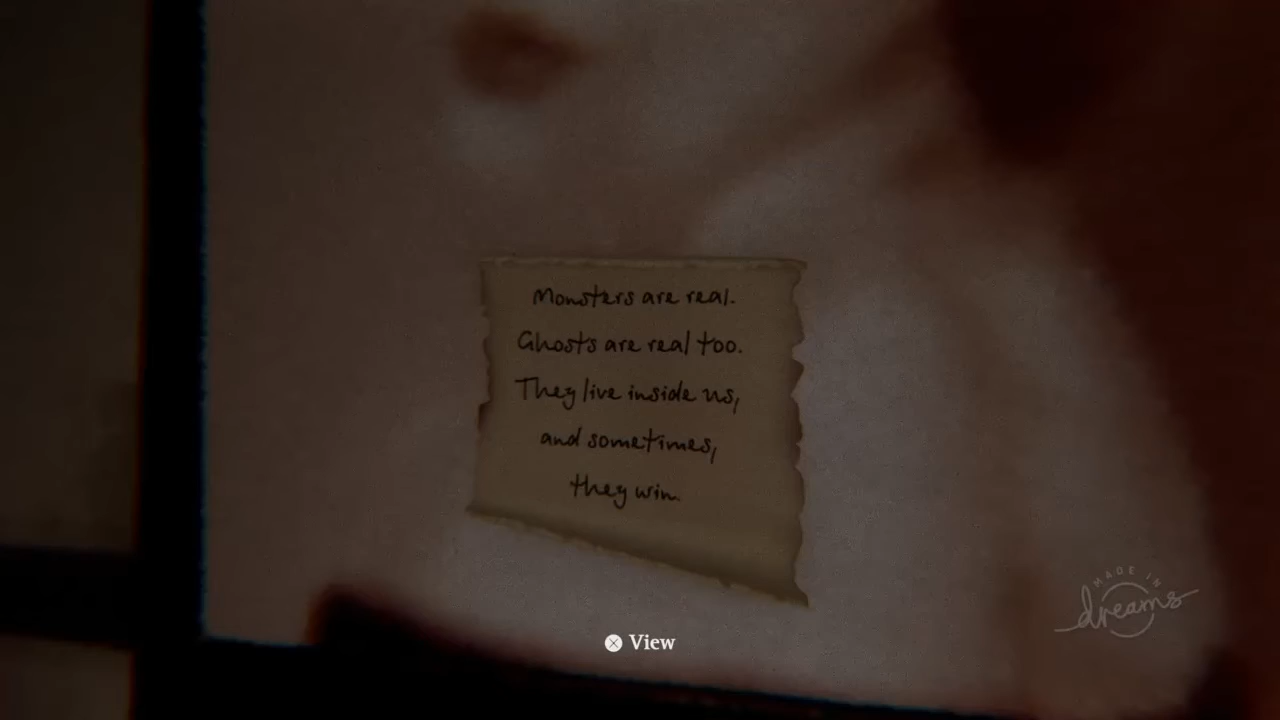 Monsters are real.
Ghosts are real too.
They live inside us,
and sometimes,
they win.
MADE IN
dreams
View